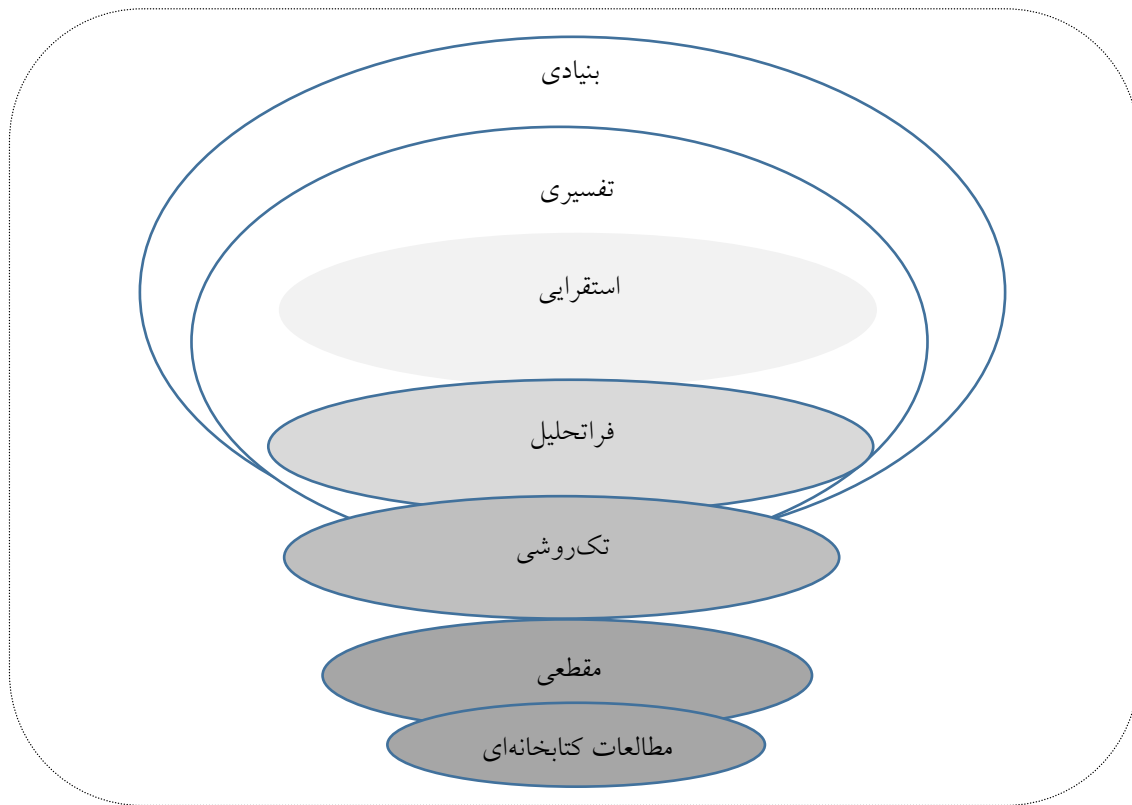 بنیادی
تفسیری
استقرایی
فراتحلیل
تک‌روشی
مقطعی
مطالعات کتابخانه‌ای